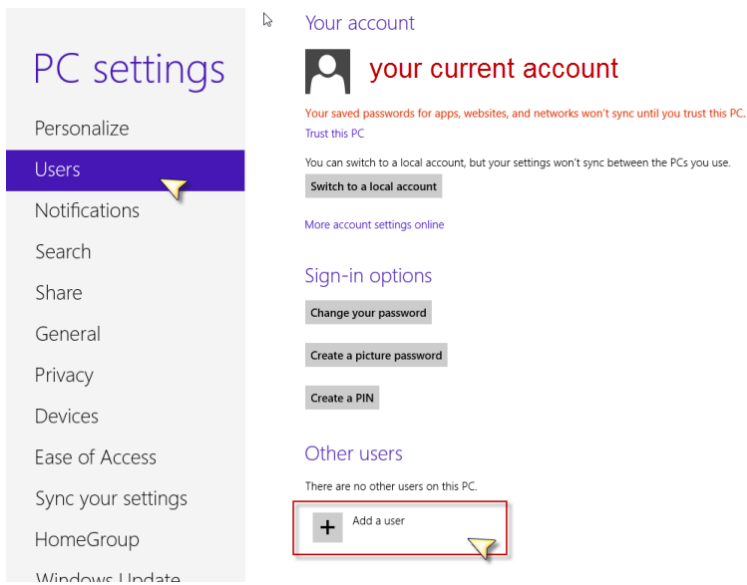 PC settings
Personalize
Users
Notifications
Search
Share
General
Privacy
Devices
Ease of Access
Sync your settings
HomeGroup
Windows Update
Your account
your current account
Your saved passwords for apps, websites, and networks won't sync until you trust this PC.
Trust this PC
You can switch to a local account, but your settings won't sync between the PCs you use.
Switch to a local account
More account settings online
Sign-in options
Change your password
Create a picture password
Create a PIN
Other users
There are no other users on this PC.
Add a user